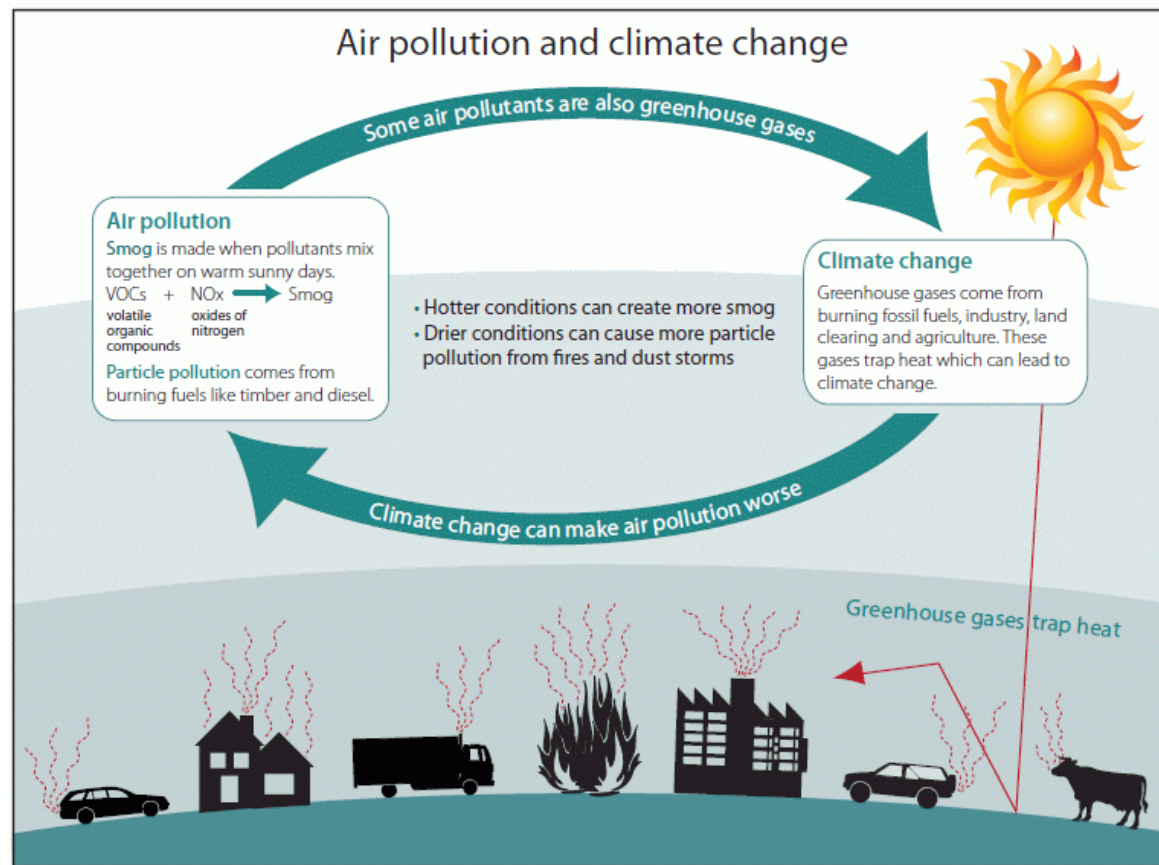 Air pollution and climate change
Some air pollutants are also greenhouse gases
Air pollution
Smog is made when pollutants mix
together on warm sunny days.
VOCs + NOx Smog
volatile
organic
compounds
oxides of
nitrogen
Particle pollution comes from
burning fuels like timber and diesel.
• Hotter conditions can create more smog
• Drier conditions can cause more particle
pollution from fires and dust storms
Climate change
Greenhouse gases come from
burning fossil fuels, industry, land
clearing and agriculture. These
gases trap heat which can lead to
climate change.
Climate change can make air pollution worse
Greenhouse gases trap heat